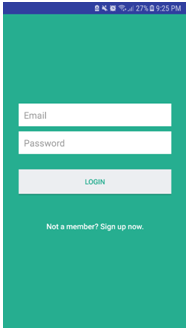 27% 9:25 PM
Email
Password
LOGIN
Not a member? Sign up now.